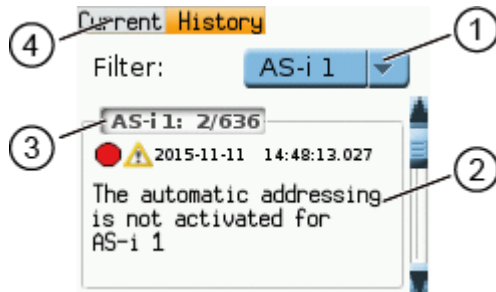 Current History
Filter: AS-i 1
AS-i 1: 2/636
2015-11-11 14:48:13.027
The automatic addressing
is not activated for
AS-i 1
1
2
3
4